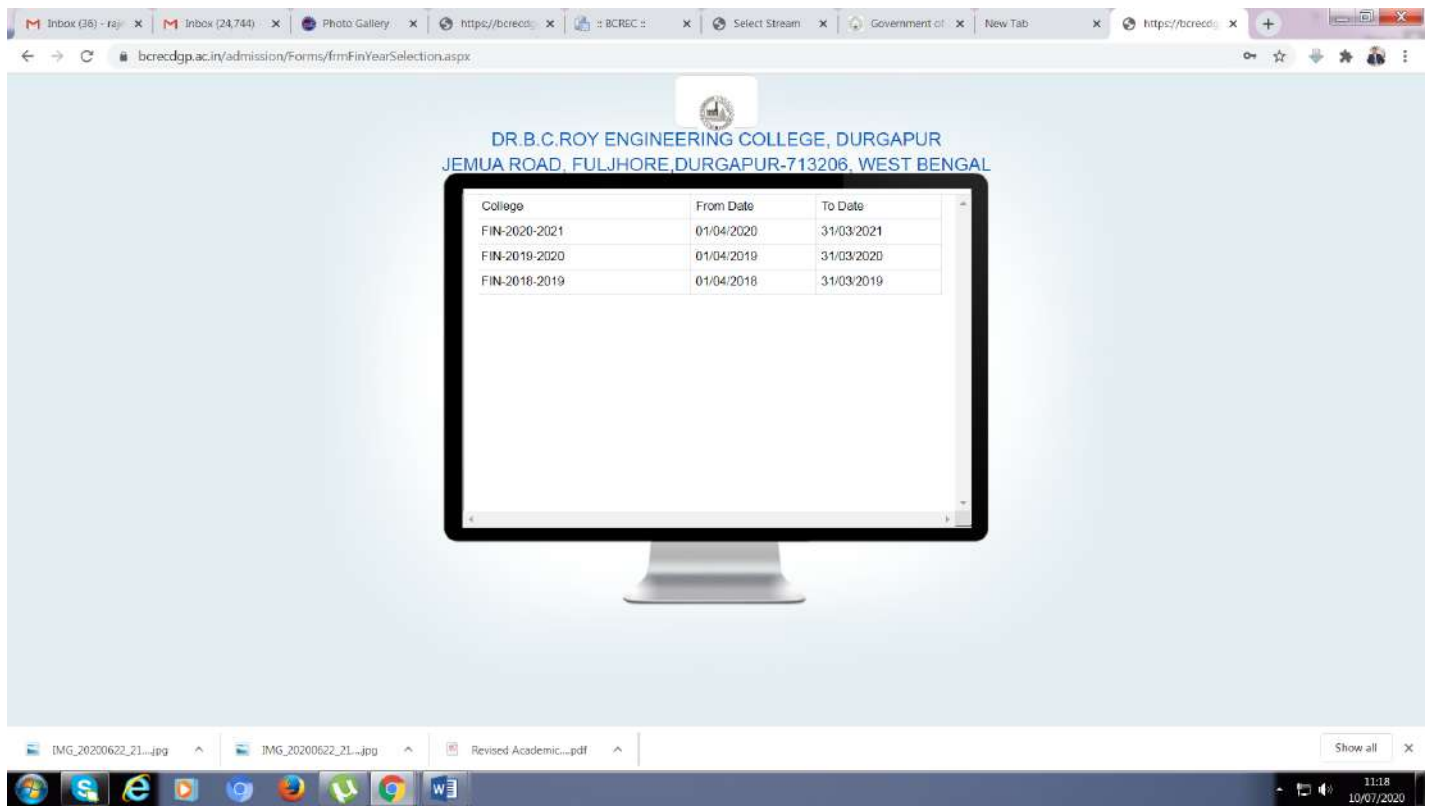 Inbox (36) - raj
Inbox (24,744)
Photo Gallery
https://bcrecdg
:: BCREC ::
Select Stream
Government of
New Tab
https://bcrecdg
bcrecdgp.ac.in/admission/Forms/frmFinYearSelection.aspx
DR.B.C.ROY ENGINEERING COLLEGE, DURGAPUR
JEMUA ROAD, FULJHORE,DURGAPUR-713206, WEST BENGAL
College From Date To Date
FIN-2020-2021 01/04/2020 31/03/2021
FIN-2019-2020 01/04/2019 31/03/2020
FIN-2018-2019 01/04/2018 31/03/2019
IMG_20200622_21....jpg
IMG_20200622_21....jpg
Revised Academic....pdf
Show all
11:18
10/07/2020